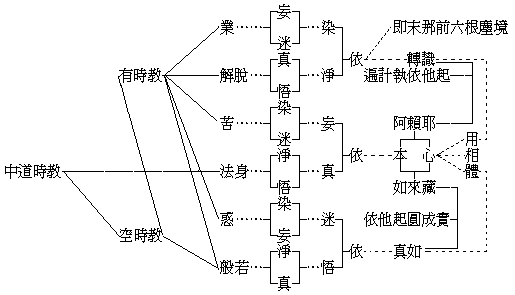 業
妄
迷
染
即末那前六根塵境
轉識
有時教
解脫
真
悟
淨
依
遍計執依他起
苦
染
迷
妄
阿賴耶
用
中道時教
法身
淨
悟
真
依
本心
相
體
如來藏
惑
染
妄
迷
依他起圓成實
空時教
般若
淨
真
悟
依
真如